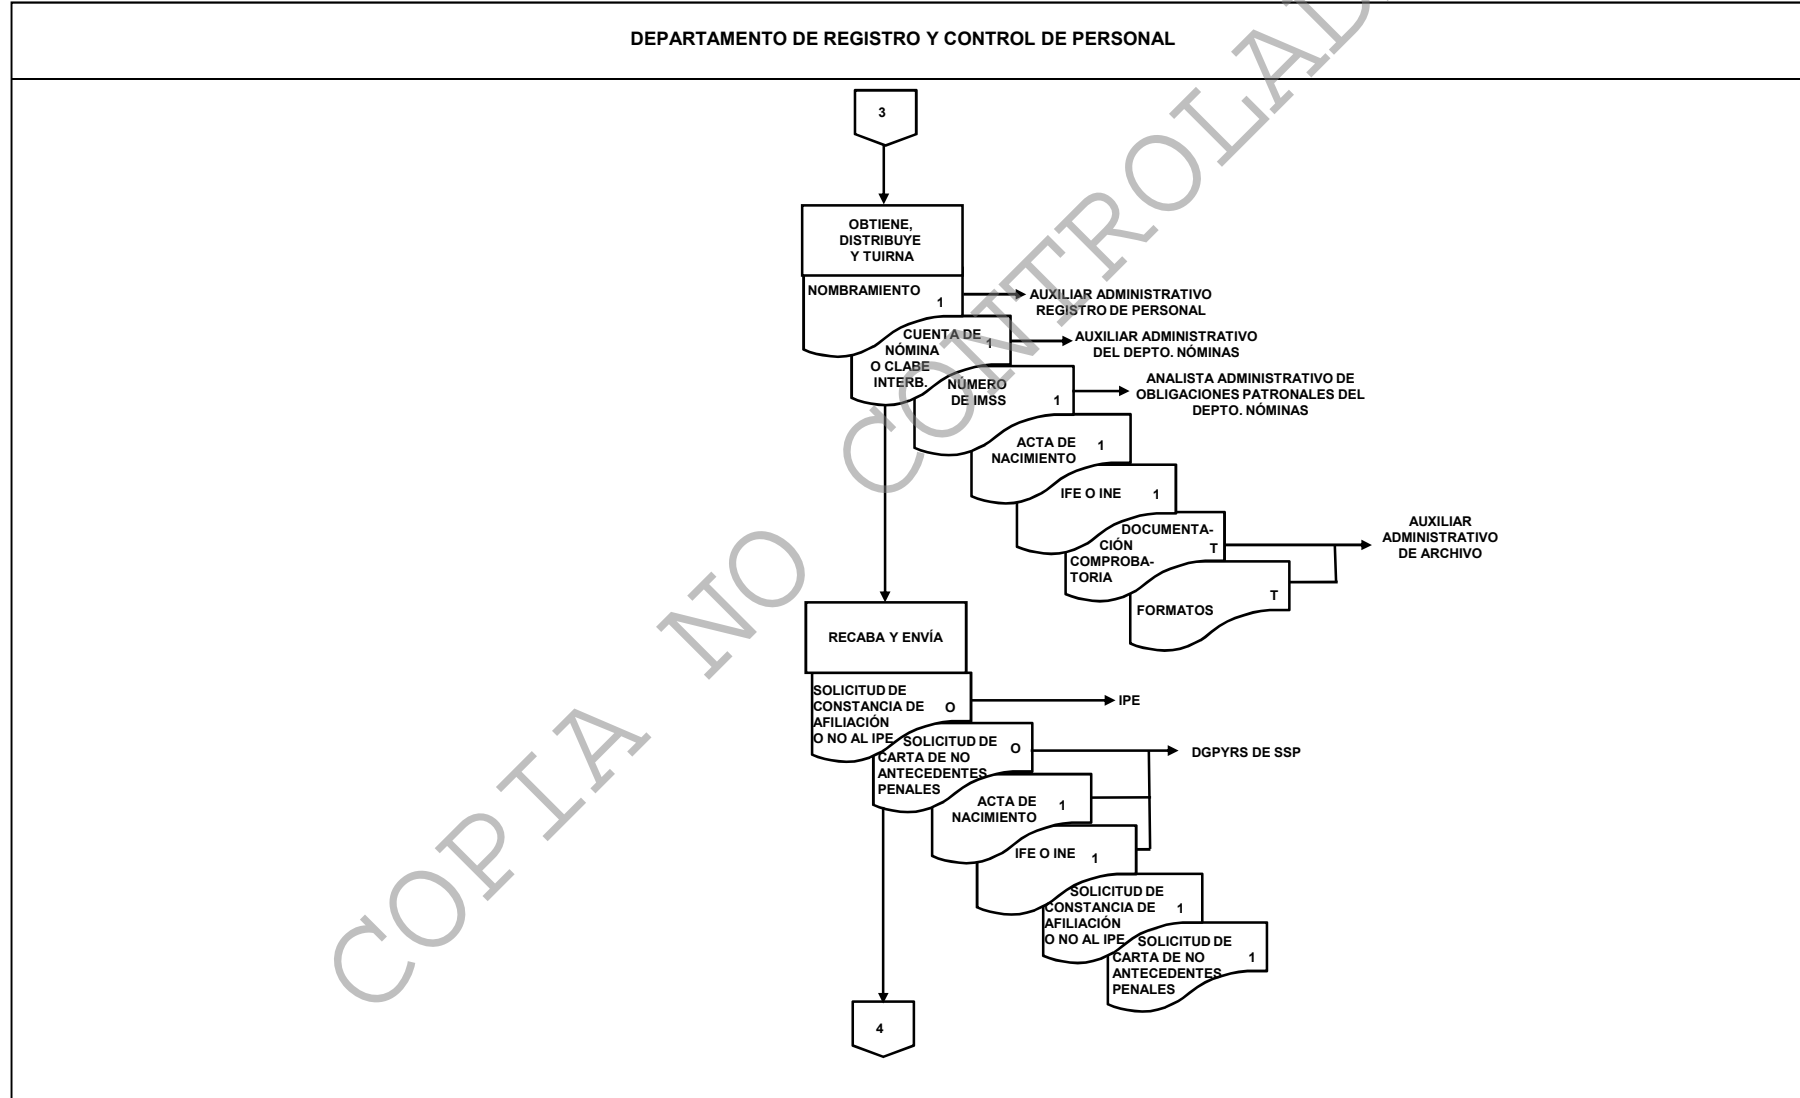 DEPARTAMENTO DE REGISTRO Y CONTROL DE PERSONAL
3
OBTIENE,
DISTRIBUYE
Y TUIRNA
NOMBRAMIENTO
1
AUXILIAR ADMINISTRATIVO
REGISTRO DE PERSONAL
CUENTA DE
NÓMINA
O CLABE
INTERB.
1
AUXILIAR ADMINISTRATIVO
DEL DEPTO. NÓMINAS
NÚMERO
DE IMSS
1
ANALISTA ADMINISTRATIVO DE
OBLIGACIONES PATRONALES DEL
DEPTO. NÓMINAS
ACTA DE
NACIMIENTO
1
IFE O INE
1
DOCUMENTA-
CIÓN
COMPROBA-
TORIA
T
AUXILIAR
ADMINISTRATIVO
DE ARCHIVO
FORMATOS
T
RECABA Y ENVÍA
SOLICITUD DE
CONSTANCIA DE
AFILIACIÓN
O NO AL IPE
O
IPE
SOLICITUD DE
CARTA DE NO
ANTECEDENTES
PENALES
O
DGPYRS DE SSP
ACTA DE
NACIMIENTO
1
IFE O INE
1
SOLICITUD DE
CONSTANCIA DE
AFILIACIÓN
O NO AL IPE
1
SOLICITUD DE
CARTA DE NO
ANTECEDENTES
PENALES
1
4
COPIA NO CONTROLAD